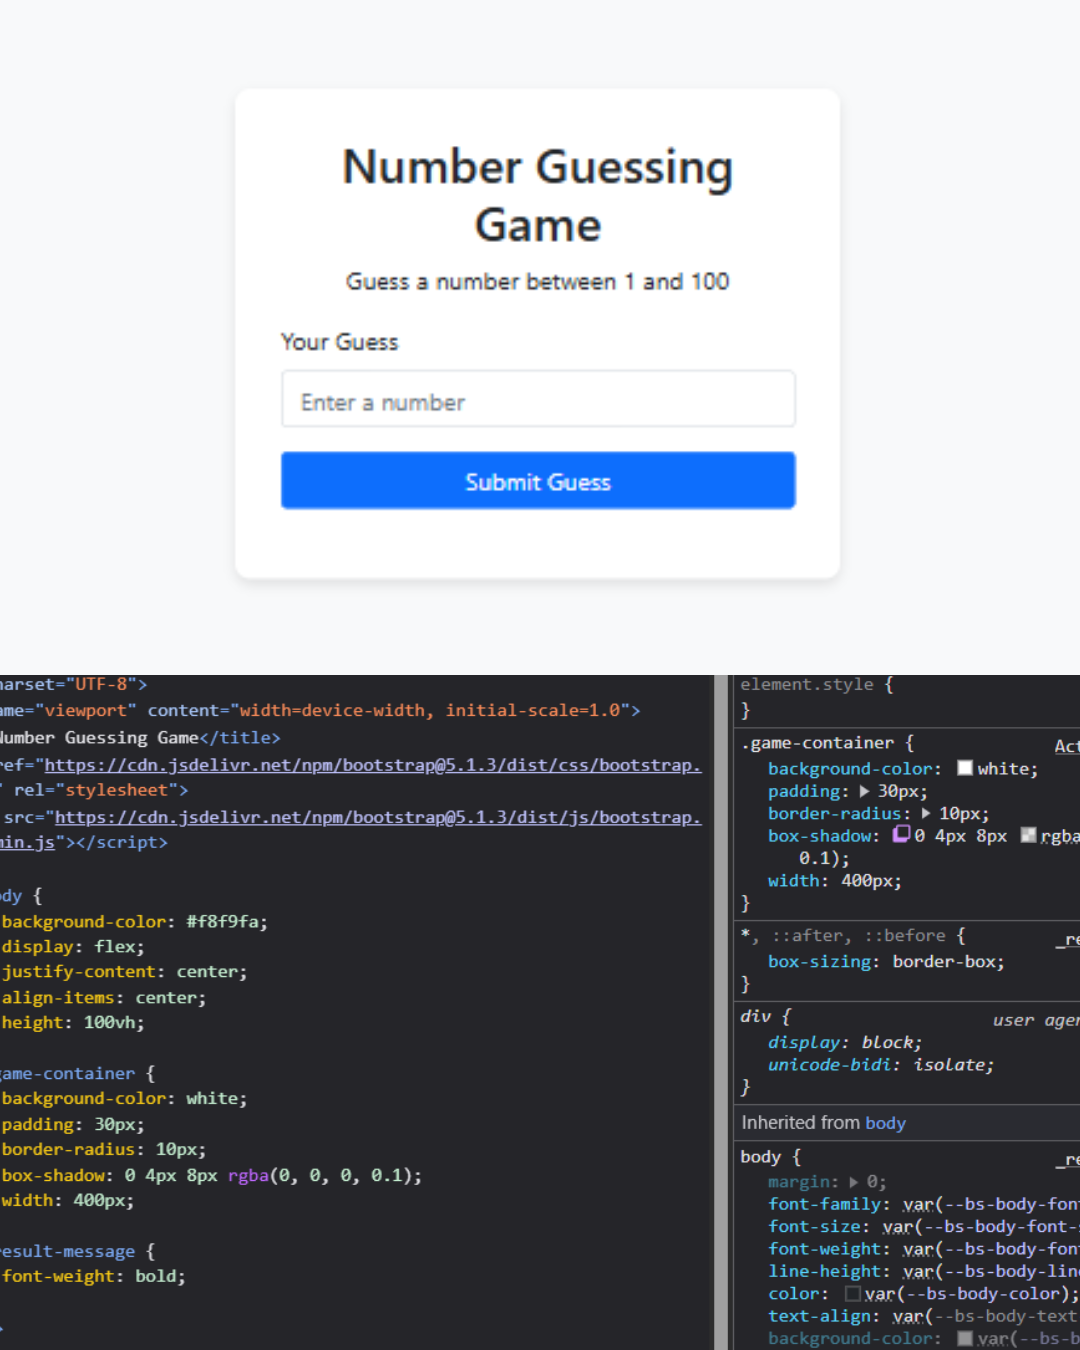 Number Guessing
Game
Guess a number between 1 and 100
Your Guess
Enter a number
Submit Guess
harset="UTF-8">
ame="viewport" content="width=device-width, initial-scale=1.0">
Number Guessing Game</title>
ref="https://cdn.jsdelivr.net/npm/bootstrap@5.1.3/dist/css/bootstrap.
" rel="stylesheet">
src="https://cdn.jsdelivr.net/npm/bootstrap@5.1.3/dist/js/bootstrap.
min.js"></script>
ody {
background-color: #f8f9fa;
display: flex;
justify-content: center;
align-items: center;
height: 100vh;
game-container {
background-color: white;
padding: 30px;
border-radius: 10px;
box-shadow: 0 4px 8px rgba(0, 0, 0, 0.1);
width: 400px;
result-message {
font-weight: bold;
>
element.style {
}
.game-container {
Act
background-color: white;
padding: 30px;
border-radius: 10px;
box-shadow: 0 4px 8px rgba
0.1);
width: 400px;
}
*, ::after, ::before {
_re
box-sizing: border-box;
}
div {
user agen
display: block;
unicode-bidi: isolate;
}
Inherited from body
body {
_re
margin: 0;
font-family: var(--bs-body-font
font-size: var(--bs-body-font-s
font-weight: var(--bs-body-font
line-height: var(--bs-body-line
color: var(--bs-body-color);
text-align: var(--bs-body-text
background-color: var(--bs-b